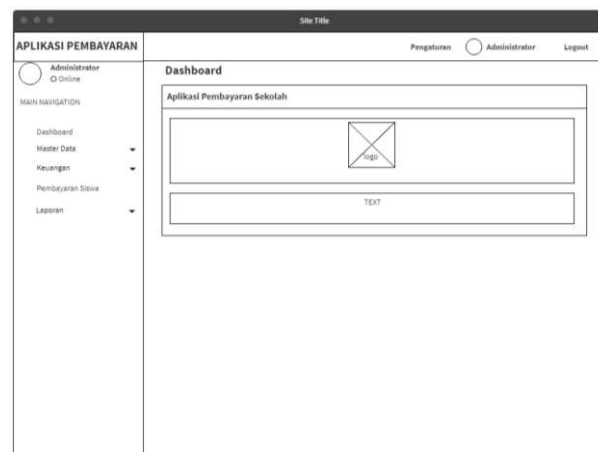 Site Title
APLIKASI PEMBAYARAN
Pengaturan
Administrator
Logout
Administrator
Online
MAIN NAVIGATION
Dashboard
Master Data
Keuangan
Pembayaran Siswa
Laporan
Dashboard
Aplikasi Pembayaran Sekolah
logo
TEXT